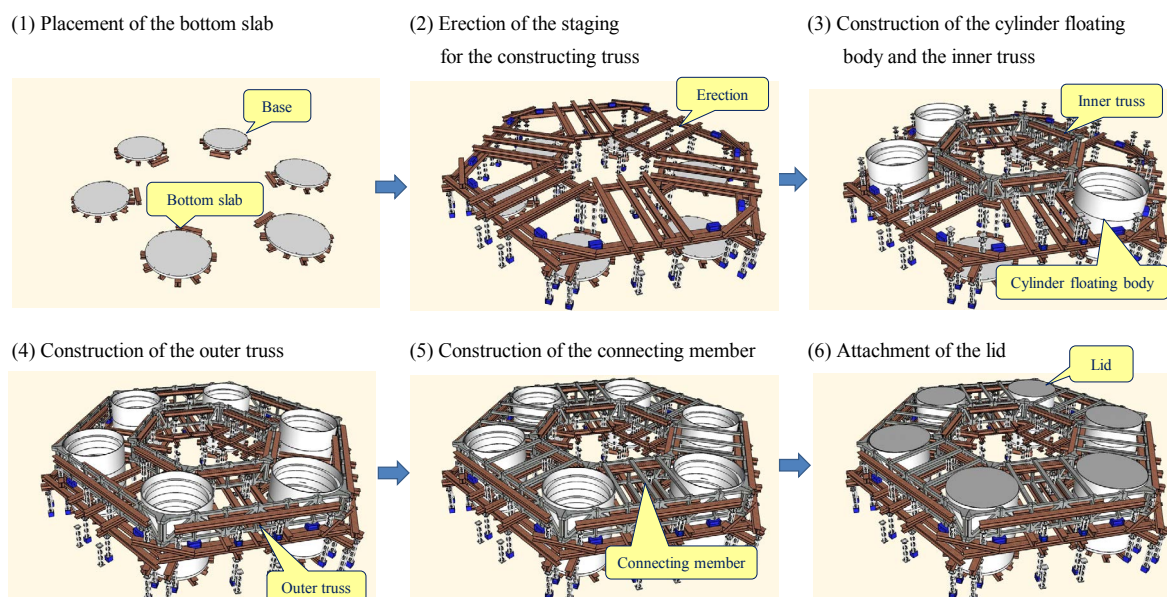 (1) Placement of the bottom slab
Base
Bottom slab
(2) Erection of the staging
for the constructing truss
Erection
(3) Construction of the cylinder floating
body and the inner truss
Inner truss
Cylinder floating body
(4) Construction of the outer truss
Outer truss
(5) Construction of the connecting member
Connecting member
(6) Attachment of the lid
Lid